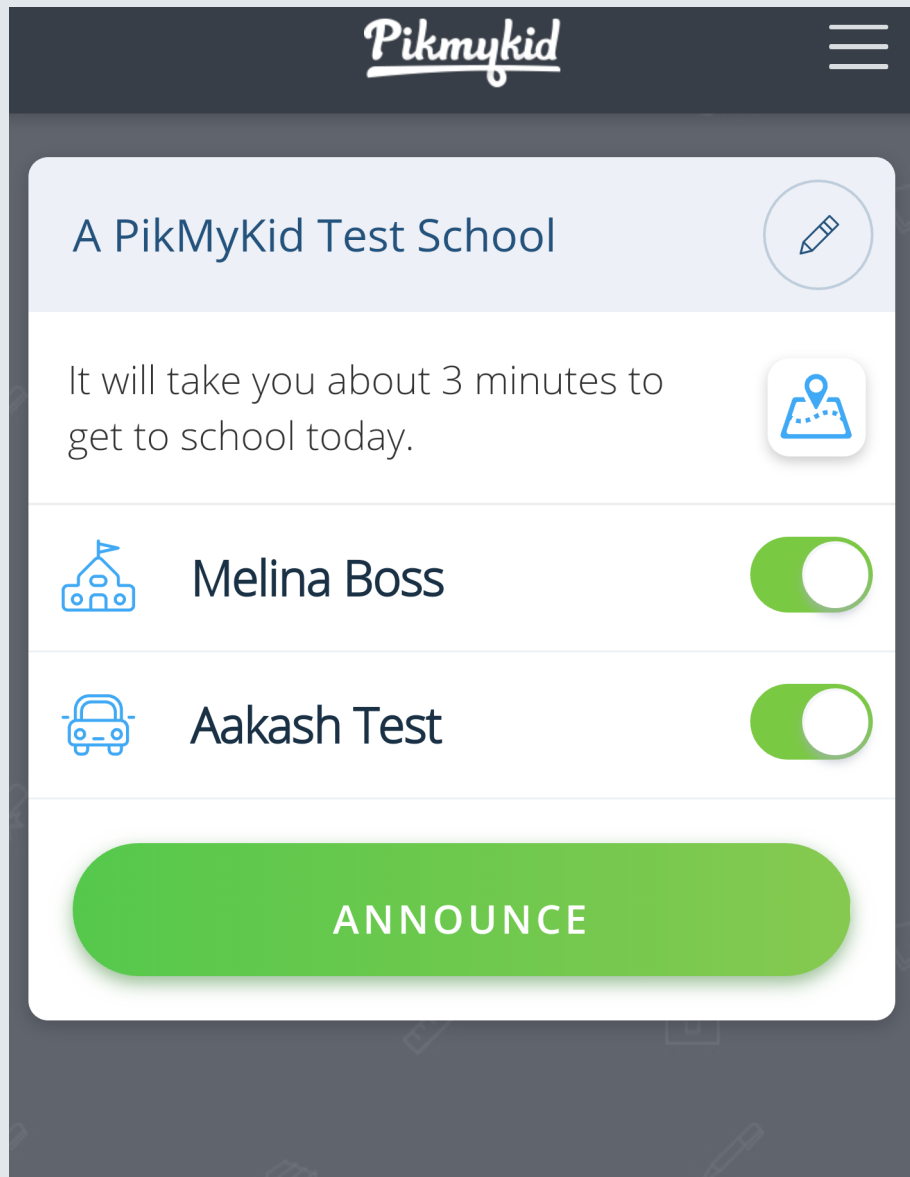 Pikmykid
A PikMyKid Test School
It will take you about 3 minutes to
get to school today.
Melina Boss
Aakash Test
ANNOUNCE